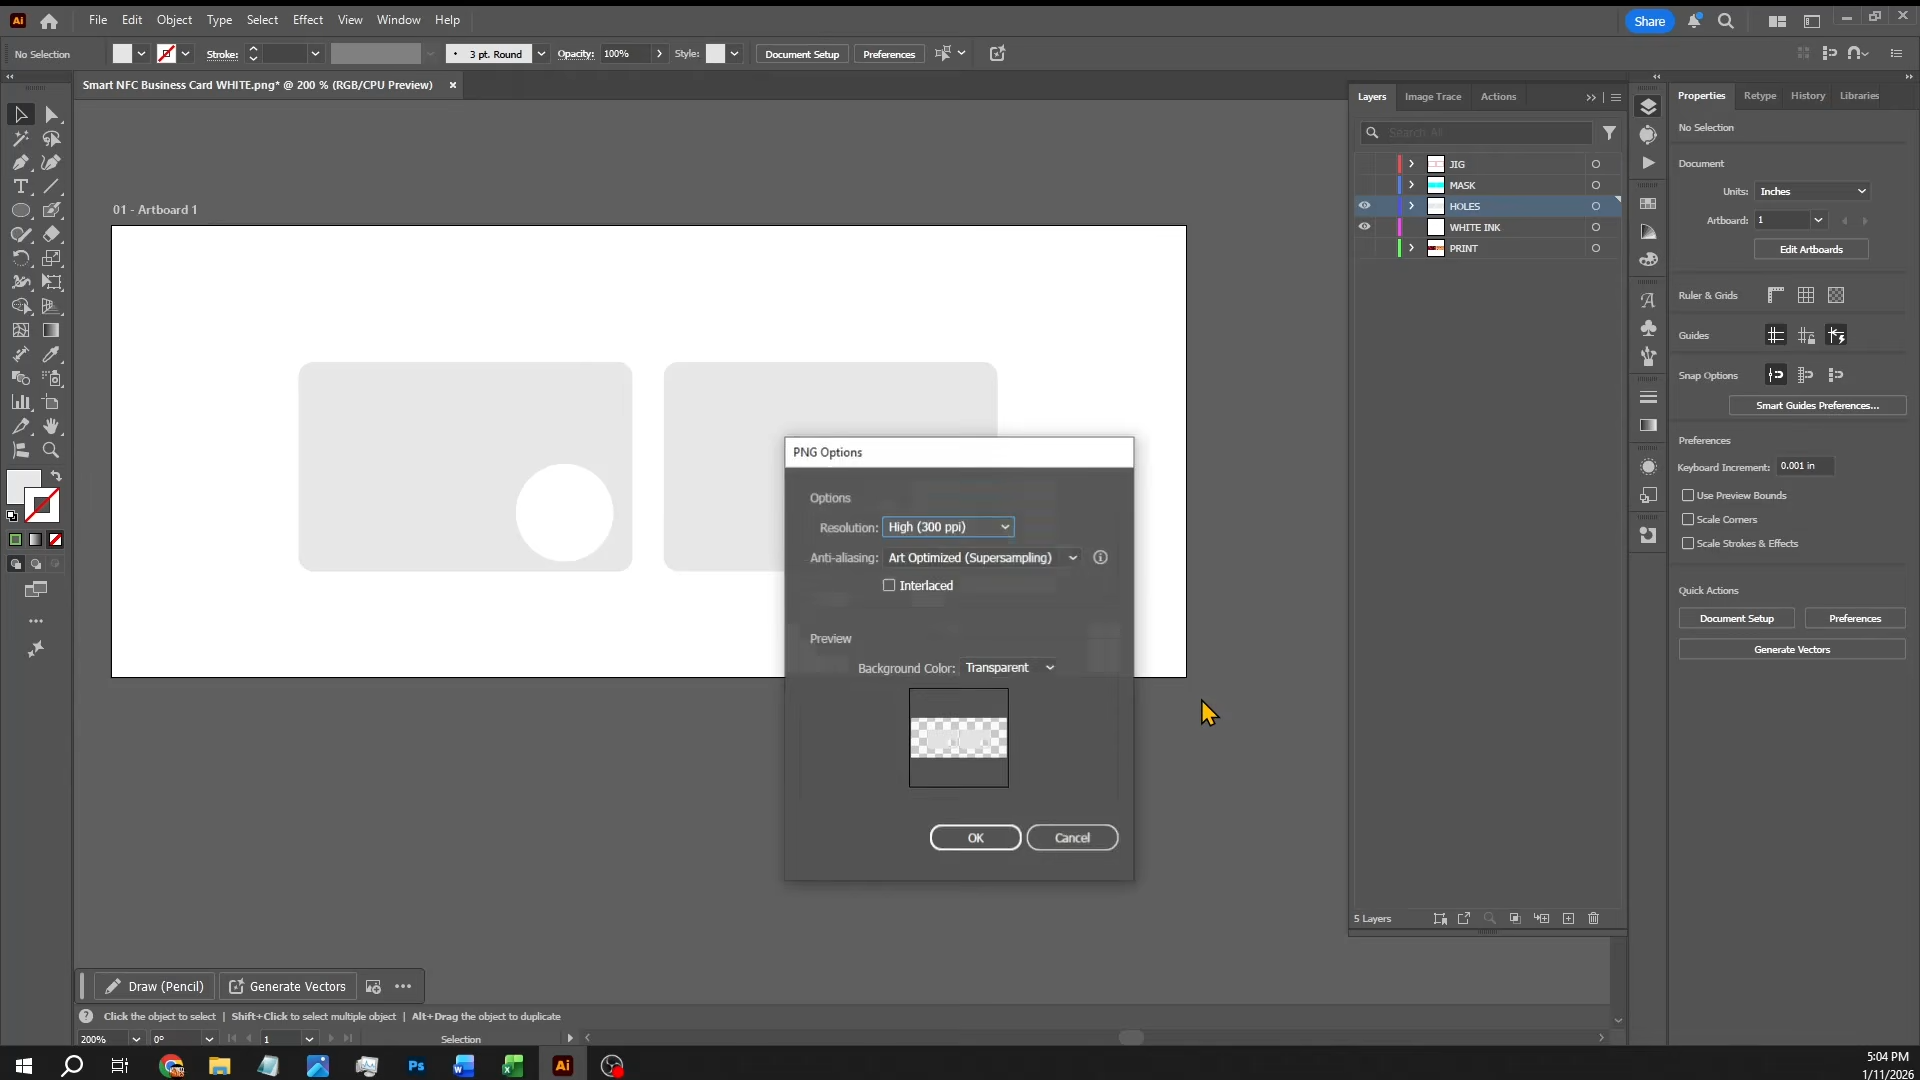 Ai File Edit Object Type Select Effect View Window Help Share
No Selection Stroke: 3 pt. Round Opacity: 100% Style: Document Setup Preferences
Smart NFC Business Card WHITE.png* @ 200 % (RGB/CPU Preview)
Layers Image Trace Actions
Search All
JIG
MASK
HOLES
WHITE INK
PRINT
5 Layers
Properties Retype History Libraries
No Selection
Document
Units: Inches
Artboard: 1
Edit Artboards
Ruler & Grids
Guides
Snap Options
Smart Guides Preferences...
Preferences
Keyboard Increment: 0.001 in
Use Preview Bounds
Scale Corners
Scale Strokes & Effects
Quick Actions
Document Setup Preferences
Generate Vectors
01 - Artboard 1
PNG Options
Options
Resolution: High (300 ppi)
Anti-aliasing: Art Optimized (Supersampling)
Interlaced
Preview
Background Color: Transparent
OK Cancel
Draw (Pencil) Generate Vectors
Click the object to select | Shift+Click to select multiple object | Alt+Drag the object to duplicate
200% 0° 1 Selection
Ps Ai
5:04 PM
1/11/2026